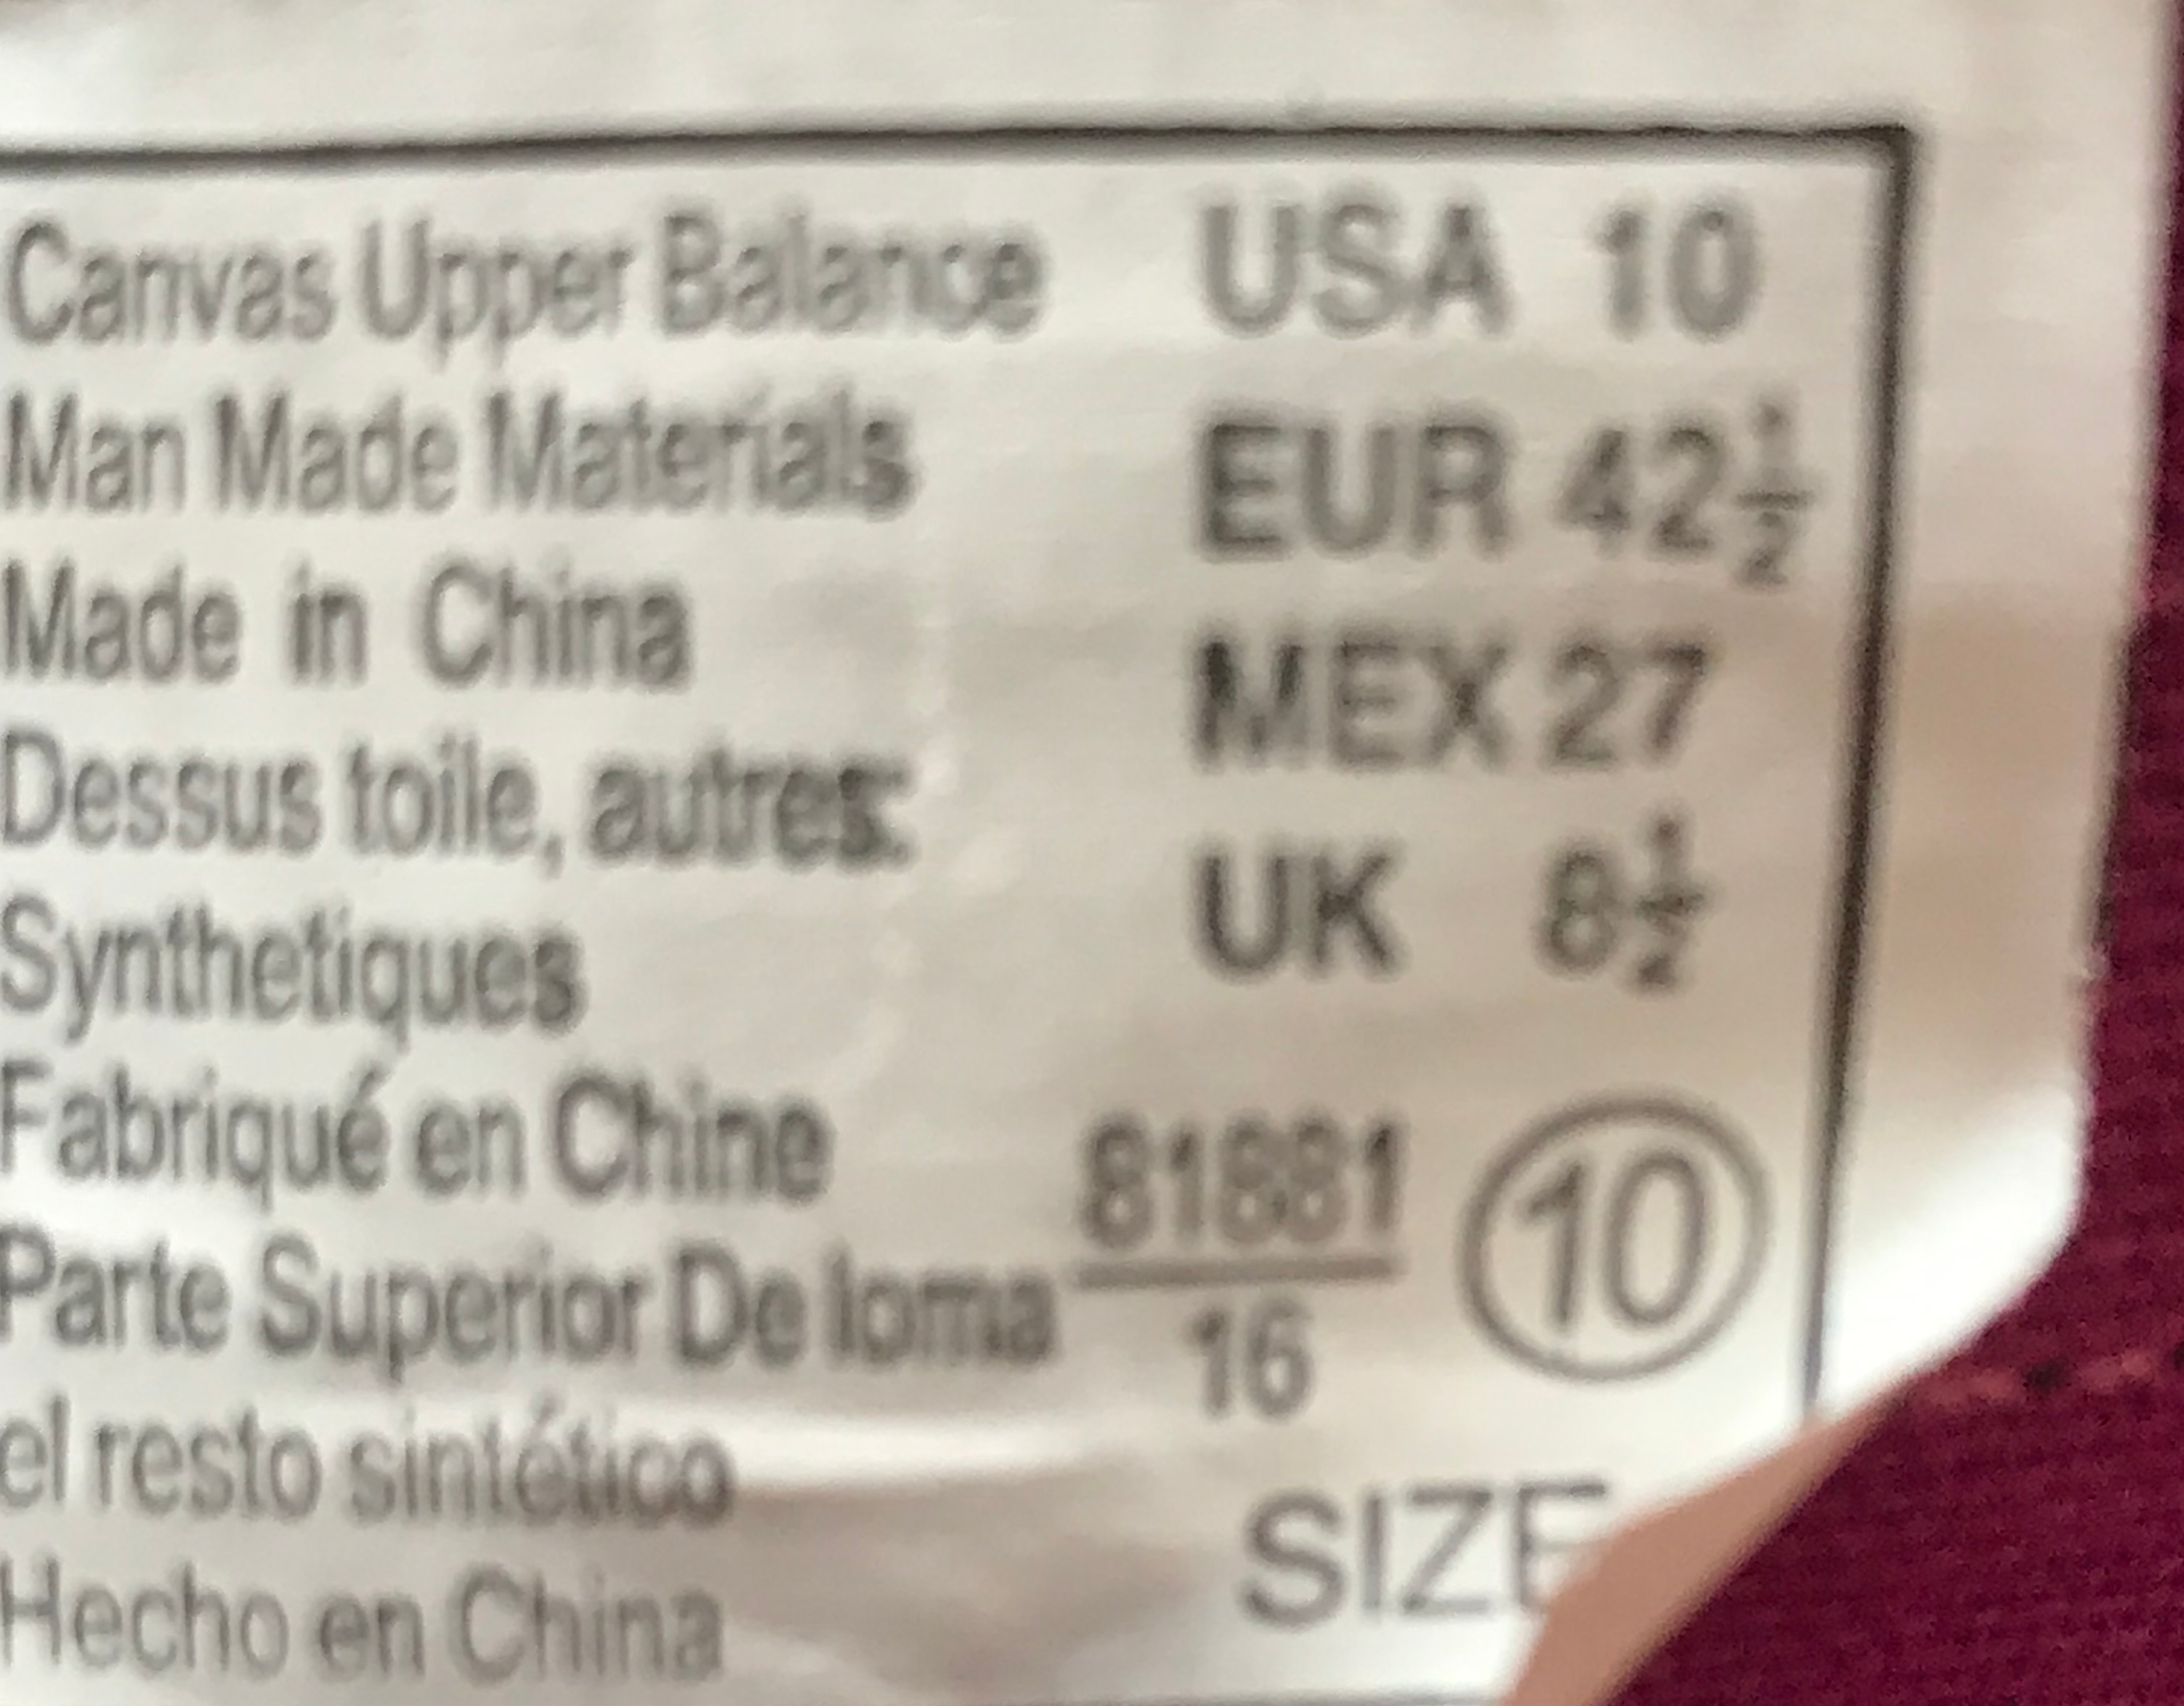 Canvas Upper Balance
Man Made Materials
Made in China
Dessus toile, autres:
Synthetiques
Fabriqué en Chine
Parte Superior De loma
el resto sintético
Hecho en China
USA 10
EUR 42½
MEX 27
UK 8½
81881
16
10
SIZE